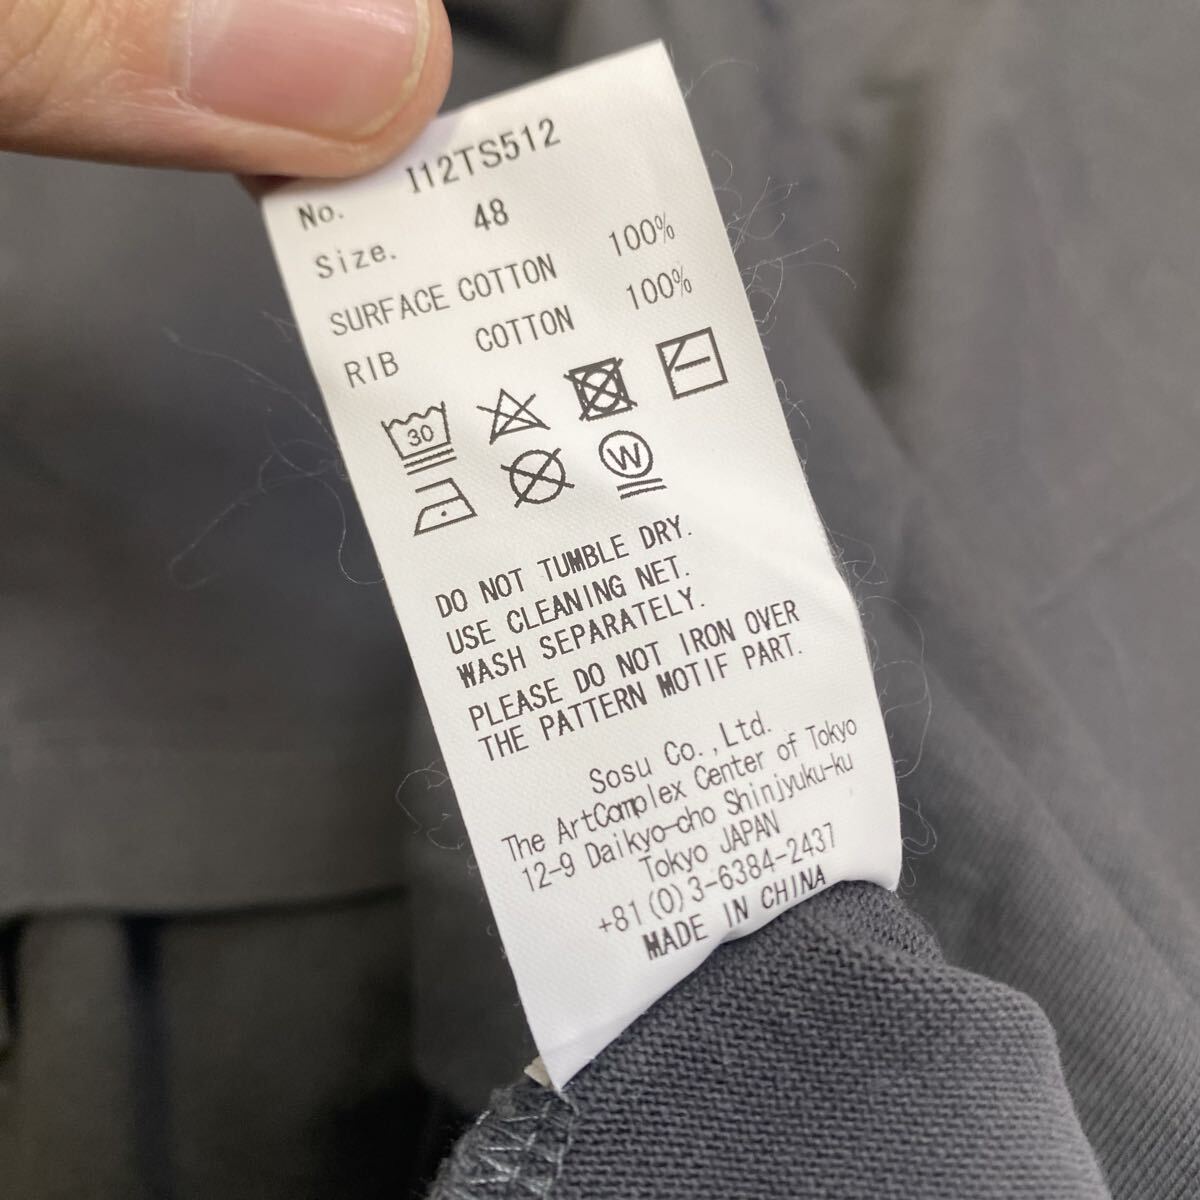 No. I12TS512
Size. 48
SURFACE COTTON 100%
RIB COTTON 100%
30
W
DO NOT TUMBLE DRY.
USE CLEANING NET.
WASH SEPARATELY.
PLEASE DO NOT IRON OVER
THE PATTERN MOTIF PART.
Sosu Co.,Ltd.
The ArtComplex Center of Tokyo
12-9 Daikyo-cho Shinjyuku-ku
Tokyo JAPAN
+81(0)3-6384-2437
MADE IN CHINA